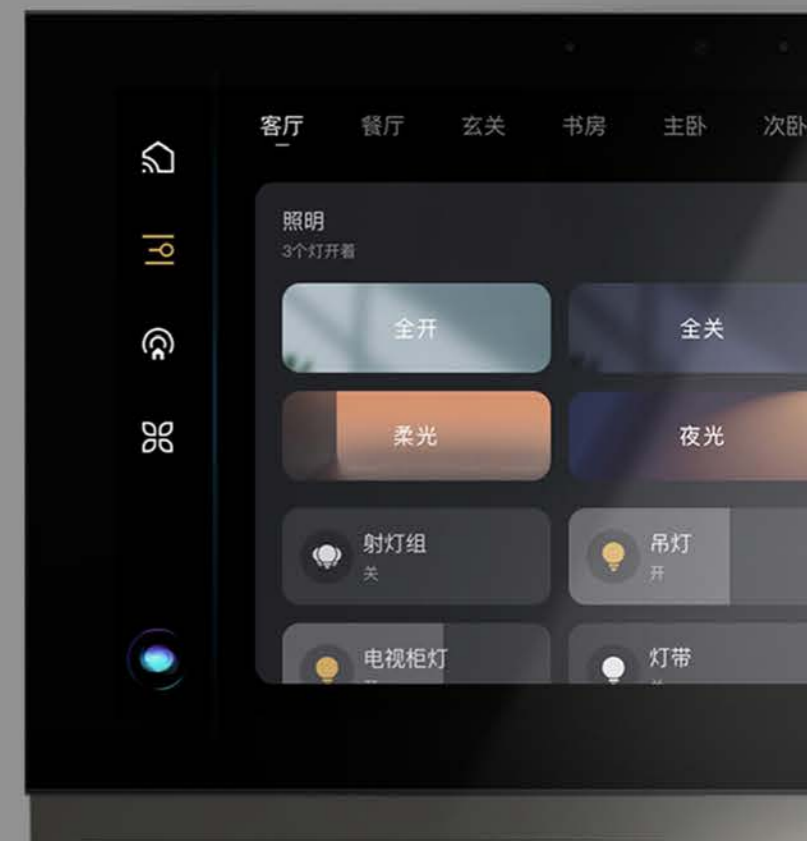 客厅 餐厅 玄关 书房 主卧 次卧
照明
3个灯开着
全开 全关
柔光 夜光
射灯组 吊灯
关 开
电视柜灯 灯带